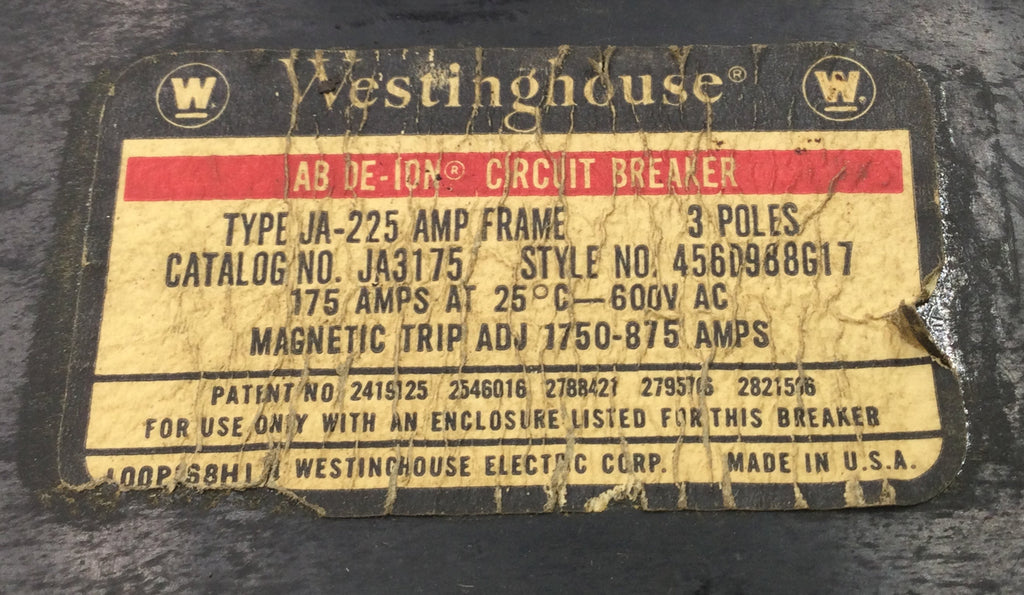 W Westinghouse® W
AB DE-ION® CIRCUIT BREAKER
TYPE JA-225 AMP FRAME 3 POLES
CATALOG NO. JA3175 STYLE NO. 456D988G17
175 AMPS AT 25°C—600V AC
MAGNETIC TRIP ADJ 1750-875 AMPS
PATENT NO 2419125 2546016 2788421
FOR USE ONLY WITH AN ENCLOSURE LISTED FOR THIS BREAKER
WESTINGHOUSE ELECTRIC CORP. MADE IN U.S.A.